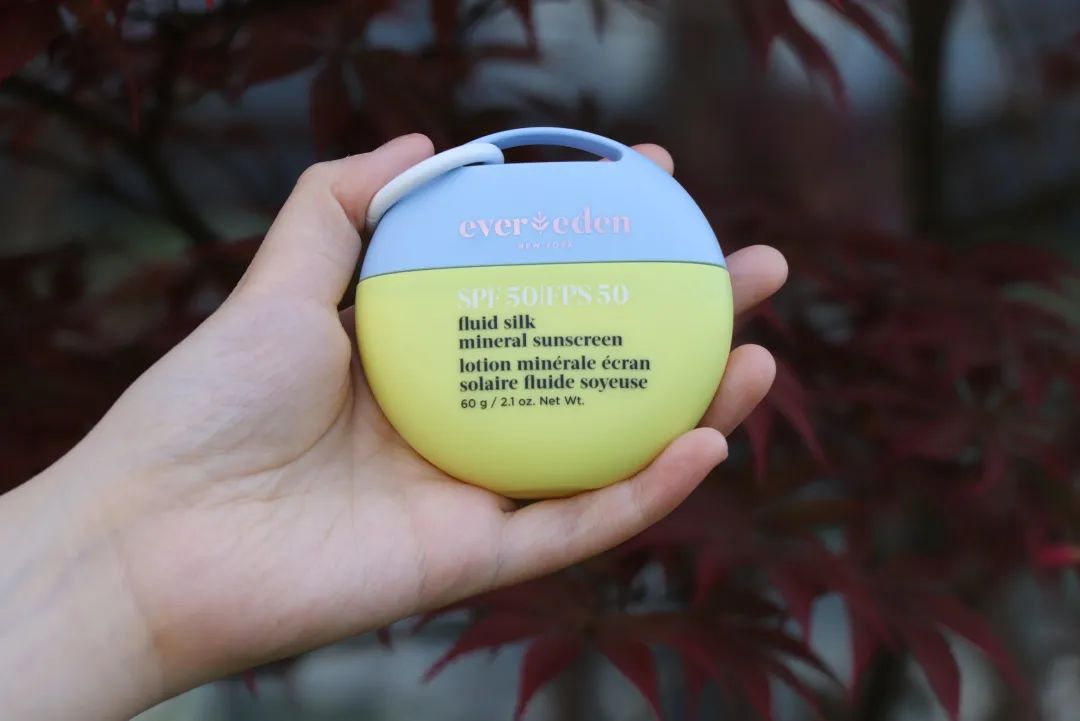 ever eden
NEW YORK
SPF 50|FPS 50
fluid silk
mineral sunscreen
lotion minérale écran
solaire fluide soyeuse
60 g / 2.1 oz. Net Wt.